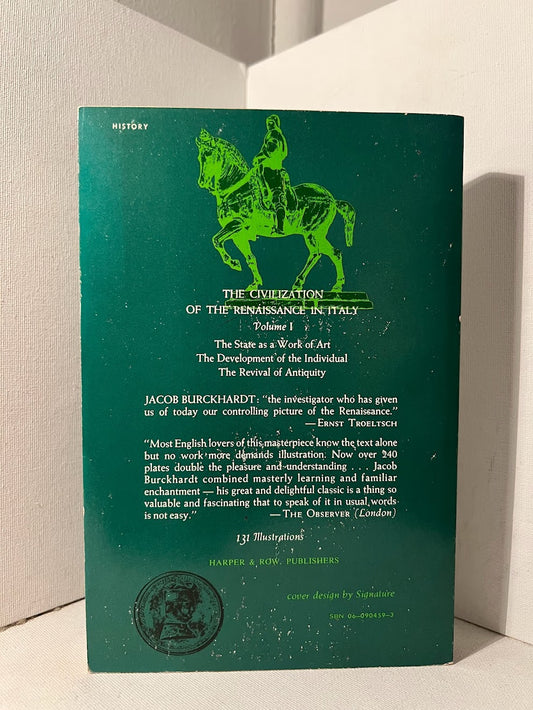 HISTORY
THE CIVILIZATION
OF THE RENAISSANCE IN ITALY
Volume I
The State as a Work of Art
The Development of the Individual
The Revival of Antiquity
JACOB BURCKHARDT: "the investigator who has given
us of today our controlling picture of the Renaissance."
— ERNST TROELTSCH
"Most English lovers of this masterpiece know the text alone
but no work more demands illustration. Now over 240
plates double the pleasure and understanding . . . Jacob
Burckhardt combined masterly learning and familiar
enchantment — his great and delightful classic is a thing so
valuable and fascinating that to speak of it in usual words
is not easy." — THE OBSERVER (London)
131 Illustrations
HARPER & ROW, PUBLISHERS
cover design by Signature
SBN 06-090459-3